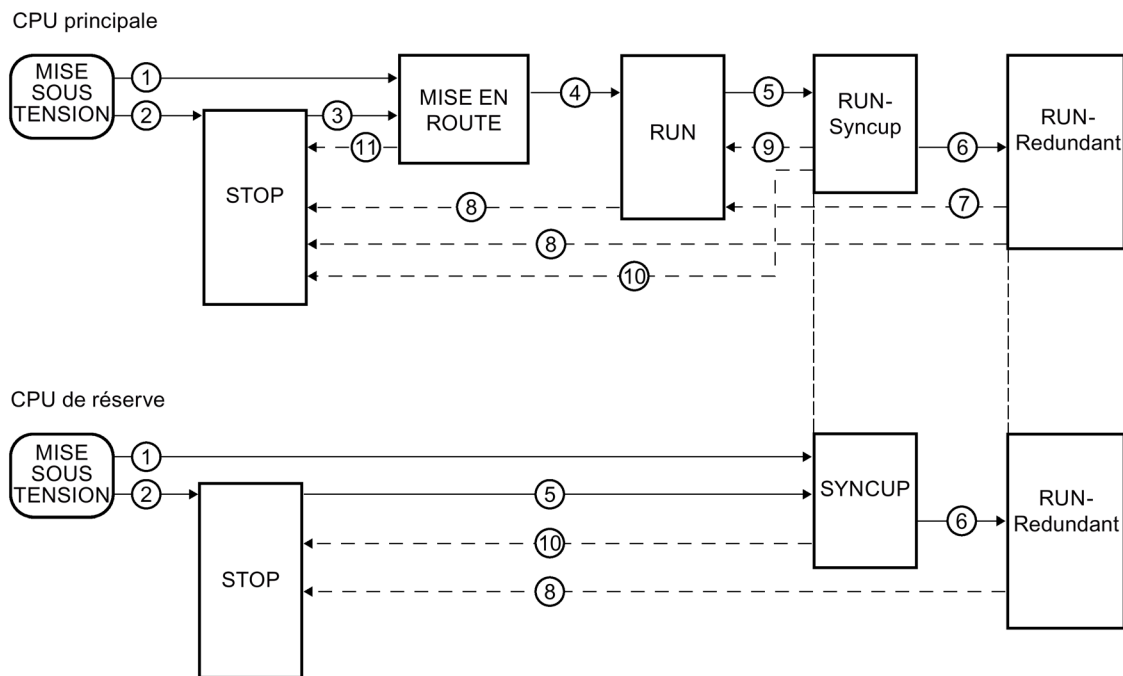 CPU principale
MISE
SOUS
TENSION
1
2
STOP
3
11
MISE EN
ROUTE
4
RUN
5
9
RUN-
Syncup
6
7
RUN-
Redundant
8
8
10
CPU de réserve
MISE
SOUS
TENSION
1
2
STOP
5
10
8
SYNCUP
6
RUN-
Redundant